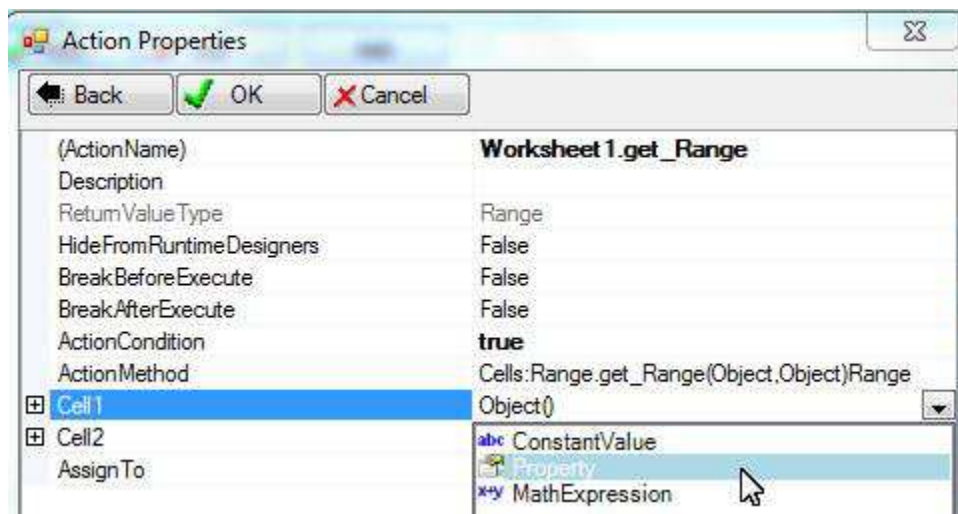 Action Properties
Back OK Cancel
(ActionName) Worksheet1.get_Range
Description
ReturnValueType Range
HideFromRuntimeDesigners False
BreakBeforeExecute False
BreakAfterExecute False
ActionCondition true
ActionMethod Cells:Range.get_Range(Object,Object)Range
Cell1 Object()
Cell2 abc ConstantValue
Property
AssignTo x+y MathExpression